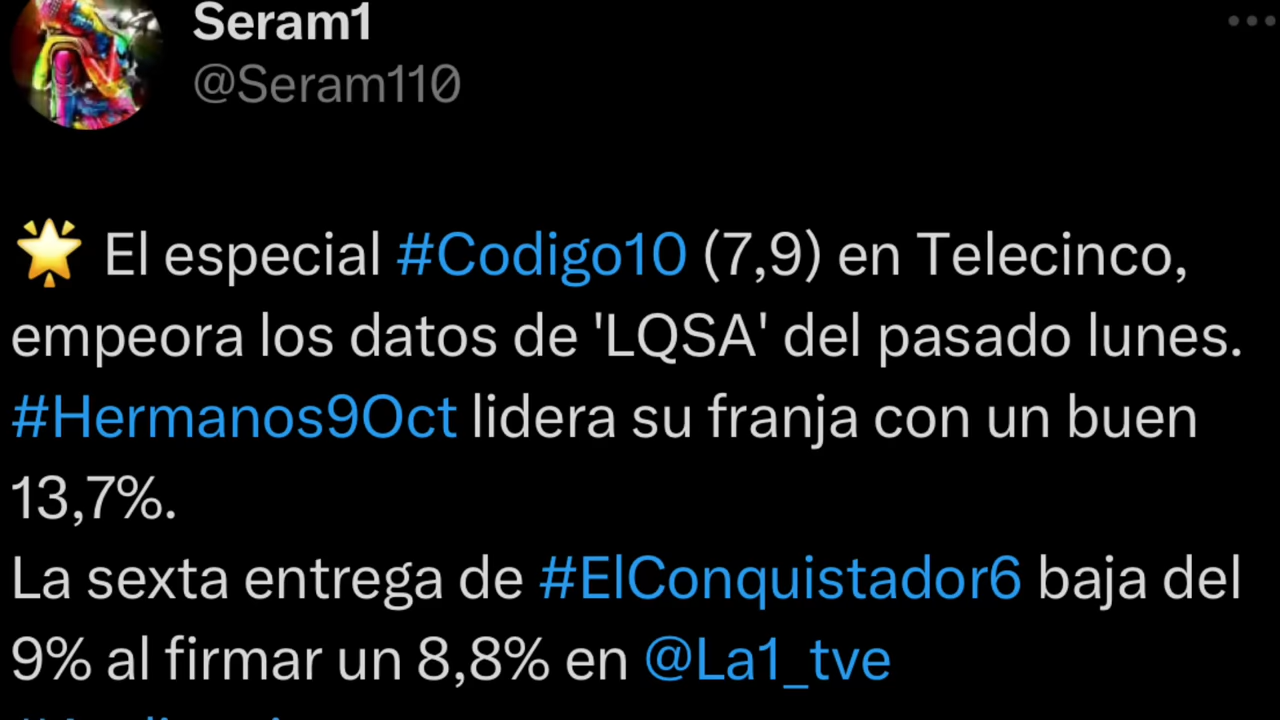 Seram1
@Seram110
🌟 El especial #Codigo10 (7,9) en Telecinco,
empeora los datos de 'LQSA' del pasado lunes.
#Hermanos9Oct lidera su franja con un buen
13,7%.
La sexta entrega de #ElConquistador6 baja del
9% al firmar un 8,8% en @La1_tve